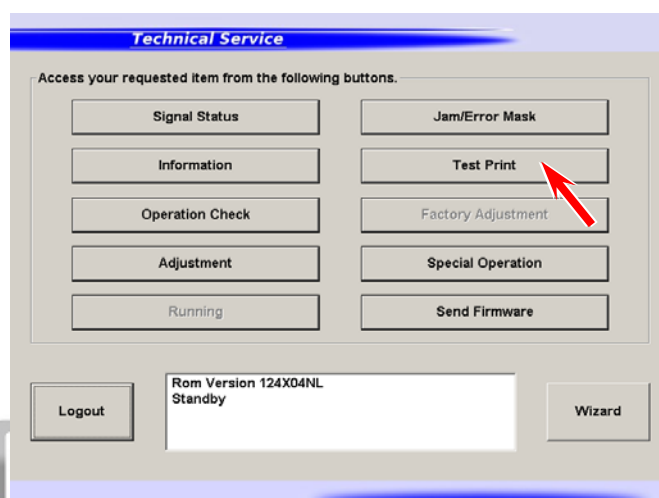 Technical Service
Access your requested item from the following buttons.
Signal Status
Jam/Error Mask
Information
Test Print
Operation Check
Factory Adjustment
Adjustment
Special Operation
Running
Send Firmware
Logout
Rom Version 124X04NL
Standby
Wizard